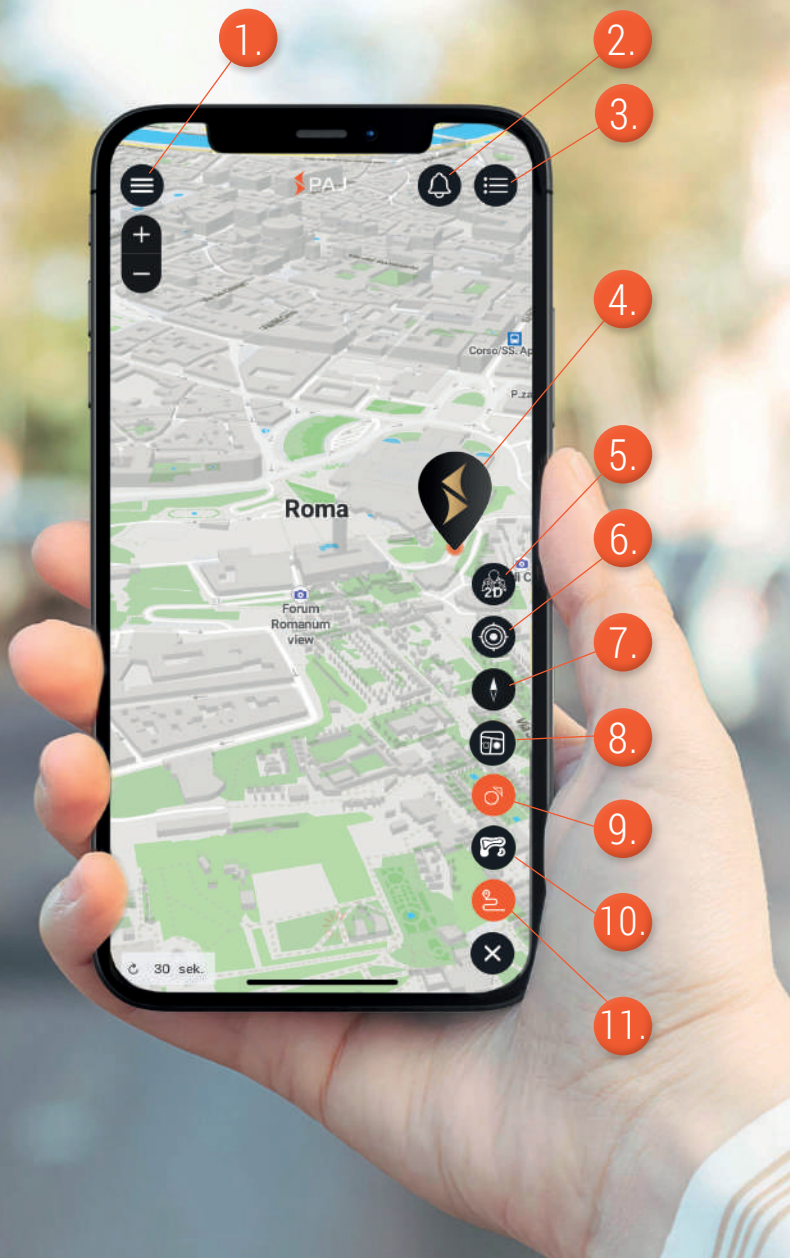 1.
2.
3.
PAJ
+
−
4.
Corso/SS. Ap
P.za
5.
Roma
6.
2D
Forum
Romanum
view
7.
8.
9.
10.
30 sek.
11.